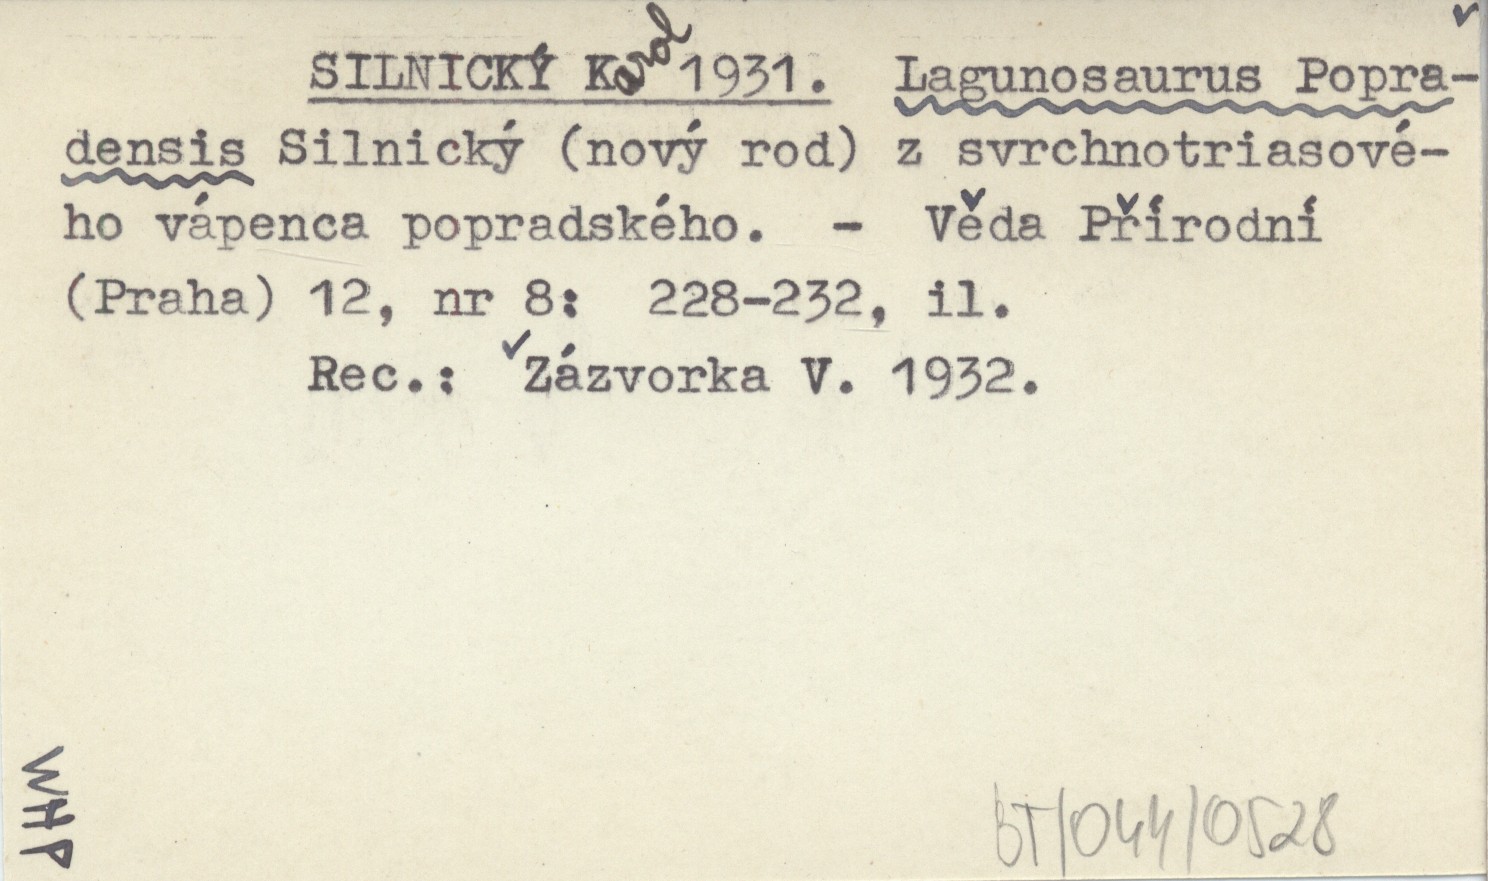 SILNICKÝ Karol 1931. Lagunosaurus Popra-
densis Silnický (nový rod) z svrchnotriasové-
ho vápenca popradského. - Věda Přírodní
(Praha) 12, nr 8: 228-232, il.
Rec.: Zázvorka V. 1932.
WHP
BT/044/0528